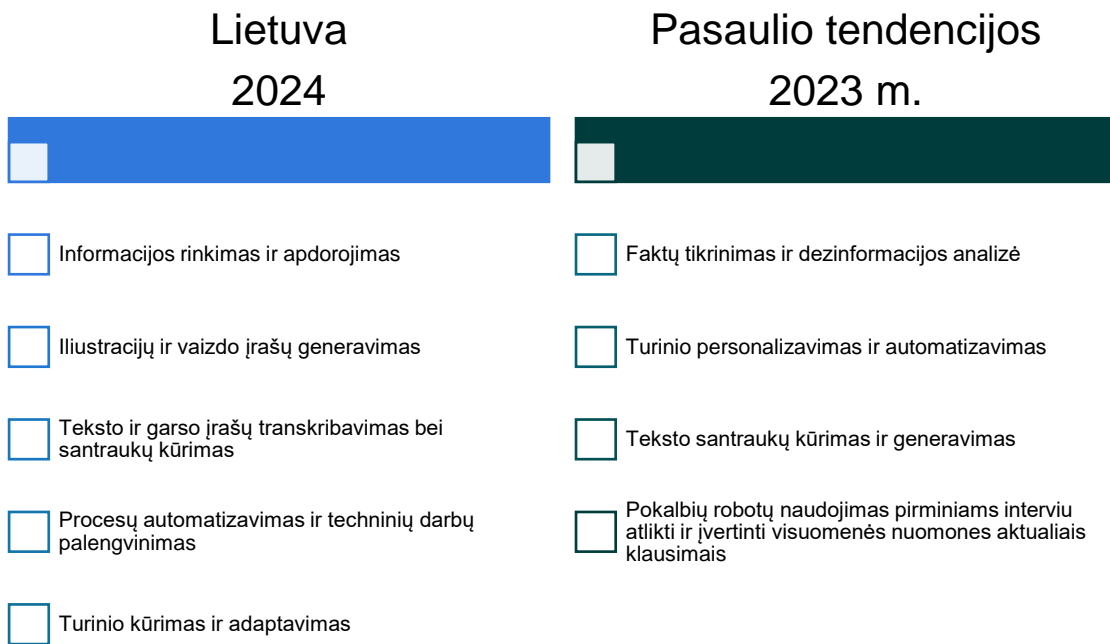 Lietuva
2024
Informacijos rinkimas ir apdorojimas
Iliustracijų ir vaizdo įrašų generavimas
Teksto ir garso įrašų transkribavimas bei
santraukų kūrimas
Procesų automatizavimas ir techninių darbų
palengvinimas
Turinio kūrimas ir adaptavimas
Pasaulio tendencijos
2023 m.
Faktų tikrinimas ir dezinformacijos analizė
Turinio personalizavimas ir automatizavimas
Teksto santraukų kūrimas ir generavimas
Pokalbių robotų naudojimas pirminiams interviu
atlikti ir įvertinti visuomenės nuomones aktualiais
klausimais